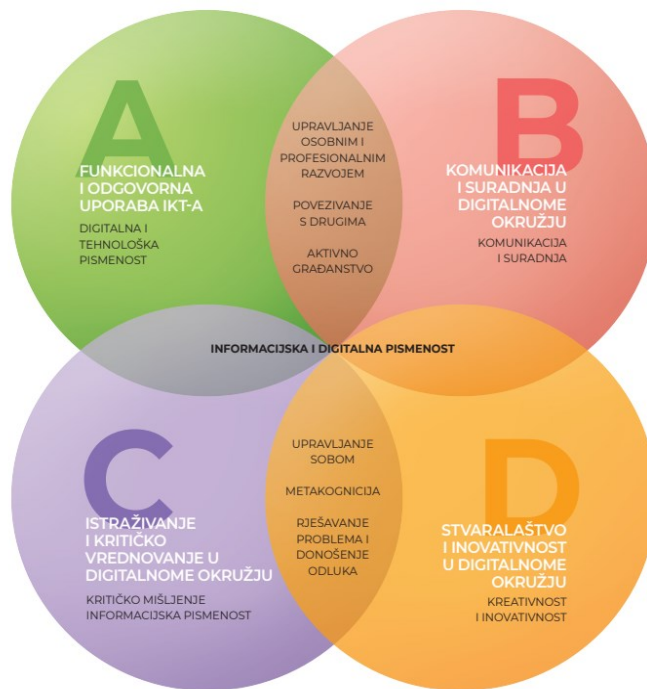 A
FUNKCIONALNA
I ODGOVORNA
UPORABA IKT-A
DIGITALNA I
TEHNOLOŠKA
PISMENOST
UPRAVLJANJE
OSOBNIM I
PROFESIONALNIM
RAZVOJEM
POVEZIVANJE
S DRUGIMA
AKTIVNO
GRAĐANSTVO
B
KOMUNIKACIJA
I SURADNJA U
DIGITALNOME
OKRUŽJU
KOMUNIKACIJA
I SURADNJA
INFORMACIJSKA I DIGITALNA PISMENOST
C
ISTRAŽIVANJE
I KRITIČKO
VREDNOVANJE U
DIGITALNOME OKRUŽJU
KRITIČKO MIŠLJENJE
INFORMACIJSKA PISMENOST
UPRAVLJANJE
SOBOM
METAKOGNICIJA
RJEŠAVANJE
PROBLEMA I
DONOŠENJE
ODLUKA
D
STVARALAŠTVO
I INOVATIVNOST
U DIGITALNOME
OKRUŽJU
KREATIVNOST
I INOVATIVNOST